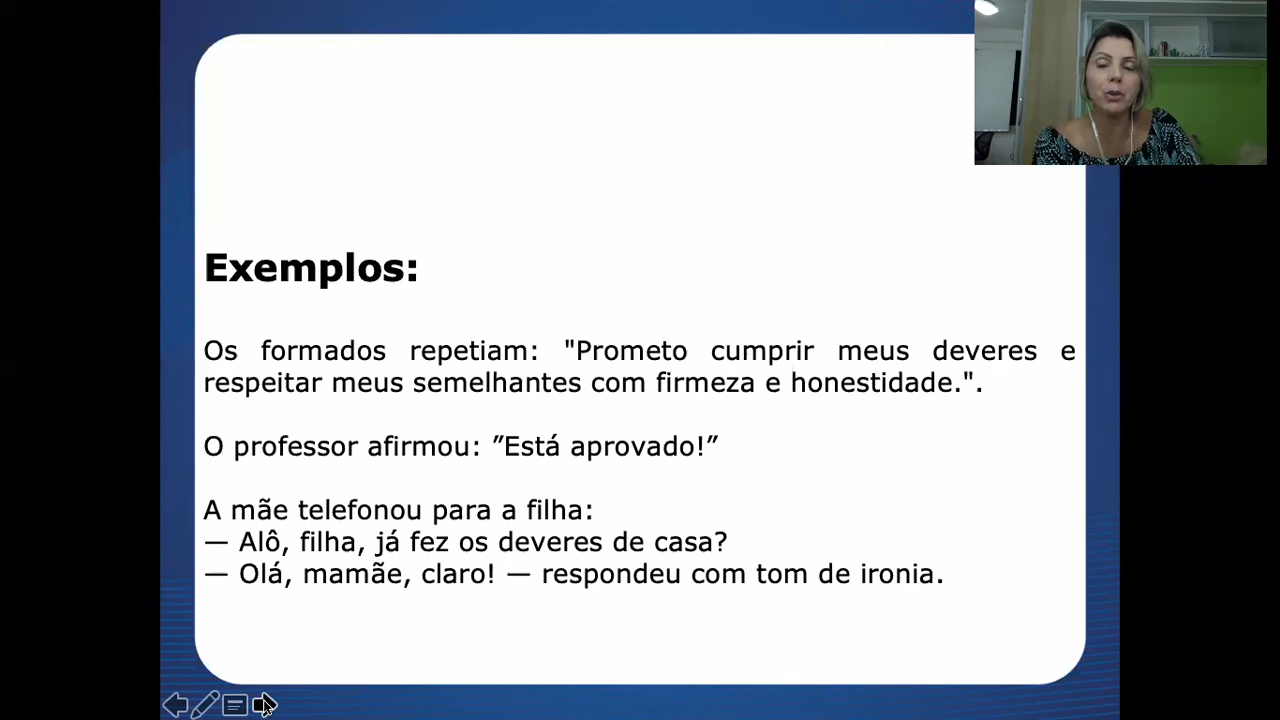 Exemplos:
Os formados repetiam: "Prometo cumprir meus deveres e
respeitar meus semelhantes com firmeza e honestidade.".
O professor afirmou: ”Está aprovado!”
A mãe telefonou para a filha:
— Alô, filha, já fez os deveres de casa?
— Olá, mamãe, claro! — respondeu com tom de ironia.